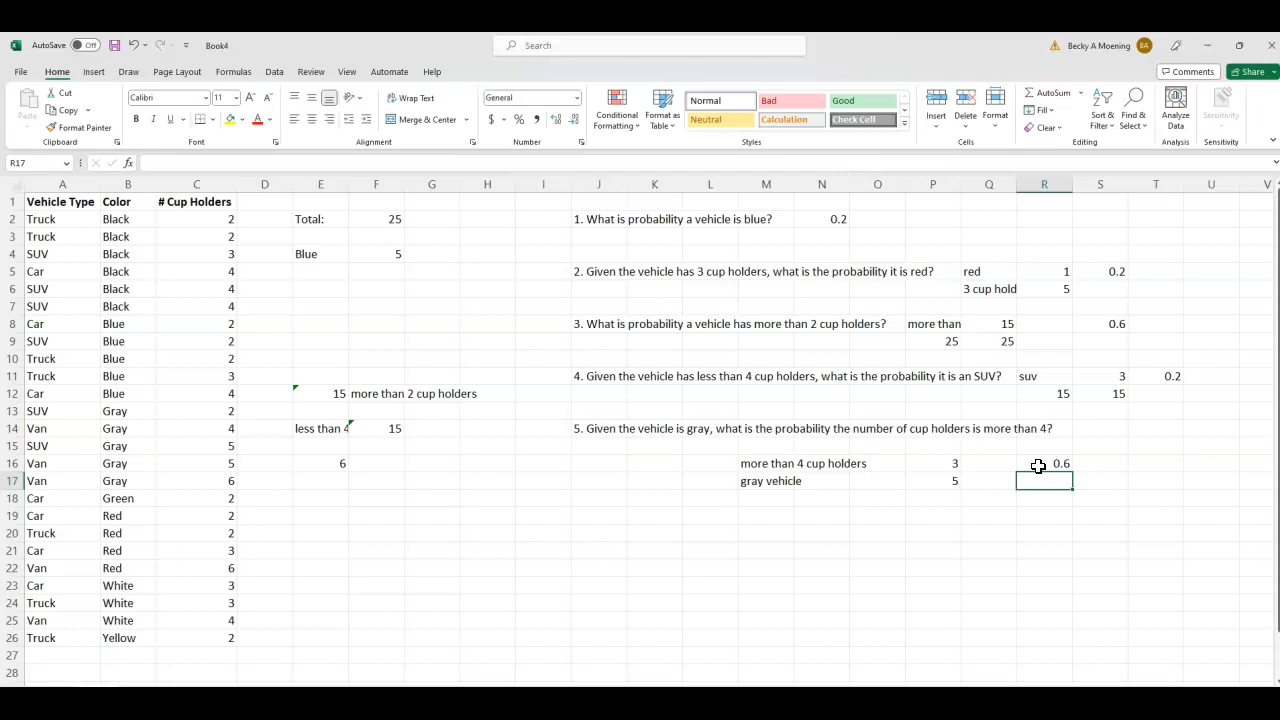 AutoSave Off Book4 Search Becky A Moening BA
File Home Insert Draw Page Layout Formulas Data Review View Automate Help Comments Share
Paste Cut Copy Format Painter Clipboard
Calibri 11 B I U A Font
Wrap Text Merge & Center Alignment
General $ % , Number
Conditional Formatting Format as Table Normal Bad Good Neutral Calculation Check Cell Styles
Insert Delete Format Cells
AutoSum Fill Clear Sort & Filter Find & Select Editing
Analyze Data Analysis Sensitivity Sensitivity
R17 fx
A B C D E F G H I J K L M N O P Q R S T U V
1 Vehicle Type Color # Cup Holders
2 Truck Black 2 Total: 25 1. What is probability a vehicle is blue? 0.2
3 Truck Black 2
4 SUV Black 3 Blue 5
5 Car Black 4 2. Given the vehicle has 3 cup holders, what is the probability it is red? red 1 0.2
6 SUV Black 4 3 cup hold 5
7 SUV Black 4
8 Car Blue 2 3. What is probability a vehicle has more than 2 cup holders? more than 15 0.6
9 SUV Blue 2 25 25
10 Truck Blue 2
11 Truck Blue 3 4. Given the vehicle has less than 4 cup holders, what is the probability it is an SUV? suv 3 0.2
12 Car Blue 4 15 more than 2 cup holders 15 15
13 SUV Gray 2
14 Van Gray 4 less than 4 15 5. Given the vehicle is gray, what is the probability the number of cup holders is more than 4?
15 SUV Gray 5
16 Van Gray 5 6 more than 4 cup holders 3 0.6
17 Van Gray 6 gray vehicle 5
18 Car Green 2
19 Car Red 2
20 Truck Red 2
21 Car Red 3
22 Van Red 6
23 Car White 3
24 Truck White 3
25 Van White 4
26 Truck Yellow 2
27
28